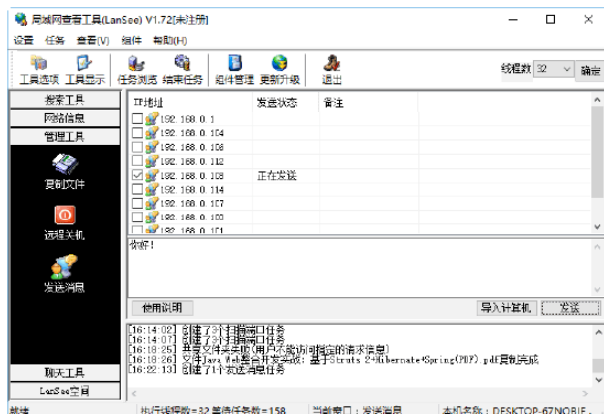 局域网查看工具(LanSee) V1.72[未注册]
设置 任务 查看(V) 组件 帮助(H)
工具选项 工具显示 任务浏览 结束任务 组件管理 更新升级 退出 线程数 32 确定
搜索工具
网络信息
管理工具
复制文件
远程关机
发送消息
聊天工具
LanSee空间
IP地址 发送状态 备注
192.168.0.1
192.168.0.104
192.168.0.106
192.168.0.112
192.168.0.108 正在发送
192.168.0.114
192.168.0.107
192.168.0.100
192.168.0.101
你好!
使用说明 导入计算机 发送
[16:14:02] 创建了3个扫描端口任务
[16:14:07] 创建了3个扫描端口任务
[16:18:25] 共享文件夹失败(用户不能访问指定的请求信息)
[16:18:26] 文件Java Web整合开发实战: 基于Struts 2+Hibernate+Spring(PDF).pdf复制完成
[16:22:13] 创建了1个发送消息任务
就绪 执行线程数=32 等待任务数=158 当前窗口：发送消息 本机名称：DESKTOP-67NQBIF